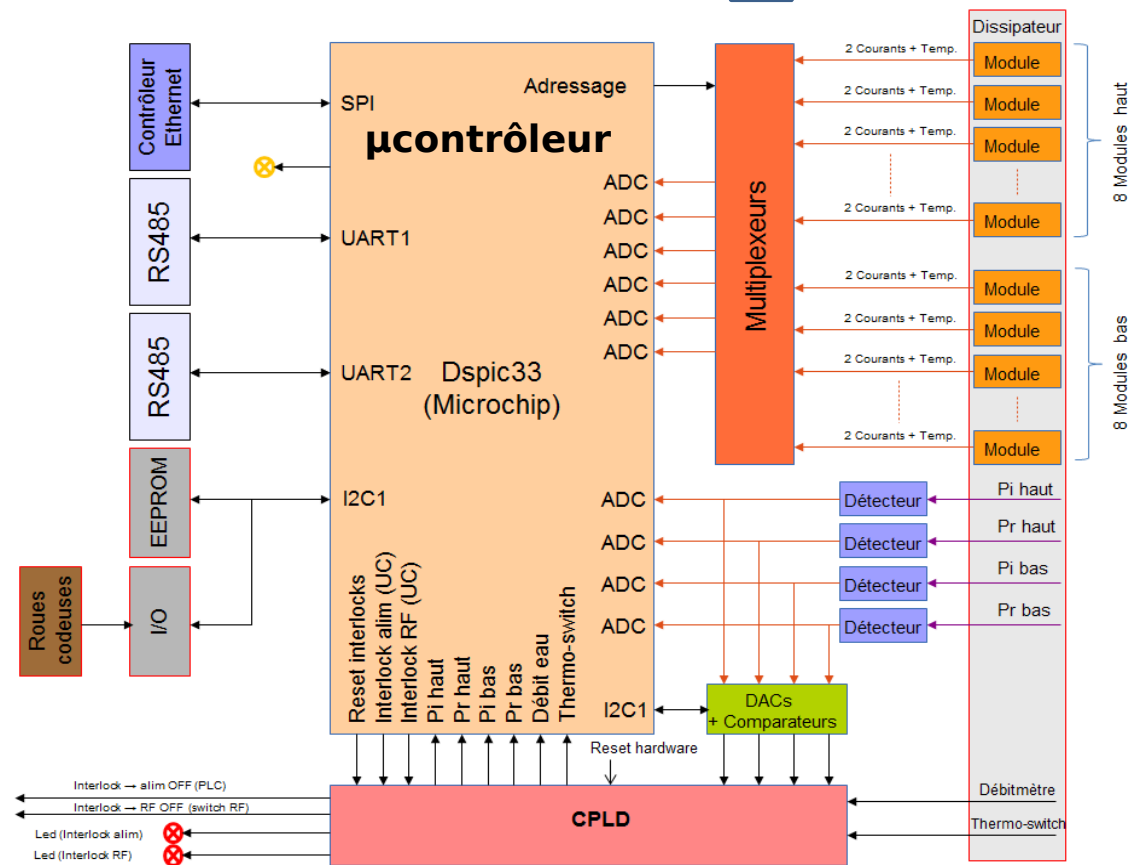 Dissipateur
Contrôleur
Ethernet
SPI
Adressage
µcontrôleur
Multiplexeurs
2 Courants + Temp.
Module
2 Courants + Temp.
Module
2 Courants + Temp.
Module
2 Courants + Temp.
Module
8 Modules haut
ADC
ADC
ADC
ADC
ADC
ADC
RS485
UART1
RS485
UART2
Dspic33
(Microchip)
2 Courants + Temp.
Module
2 Courants + Temp.
Module
2 Courants + Temp.
Module
2 Courants + Temp.
Module
8 Modules bas
EEPROM
I2C1
ADC
Détecteur
Pi haut
ADC
Détecteur
Pr haut
ADC
Détecteur
Pi bas
ADC
Détecteur
Pr bas
Roues
codeuses
I/O
Reset interlocks
Interlock alim (UC)
Interlock RF (UC)
Pi haut
Pr haut
Pi bas
Pr bas
Débit eau
Thermo-switch
I2C1
DACs
+ Comparateurs
Reset hardware
Interlock → alim OFF (PLC)
Interlock → RF OFF (switch RF)
Led (Interlock alim)
Led (Interlock RF)
CPLD
Débitmètre
Thermo-switch